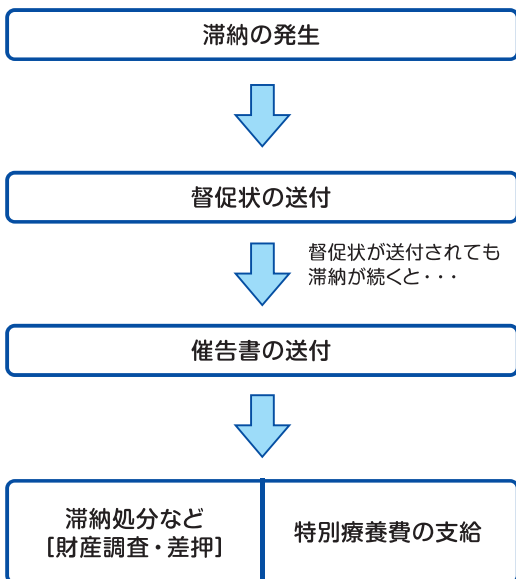 滞納の発生
督促状の送付
督促状が送付されても
滞納が続くと・・・
催告書の送付
滞納処分など
［財産調査・差押］
特別療養費の支給